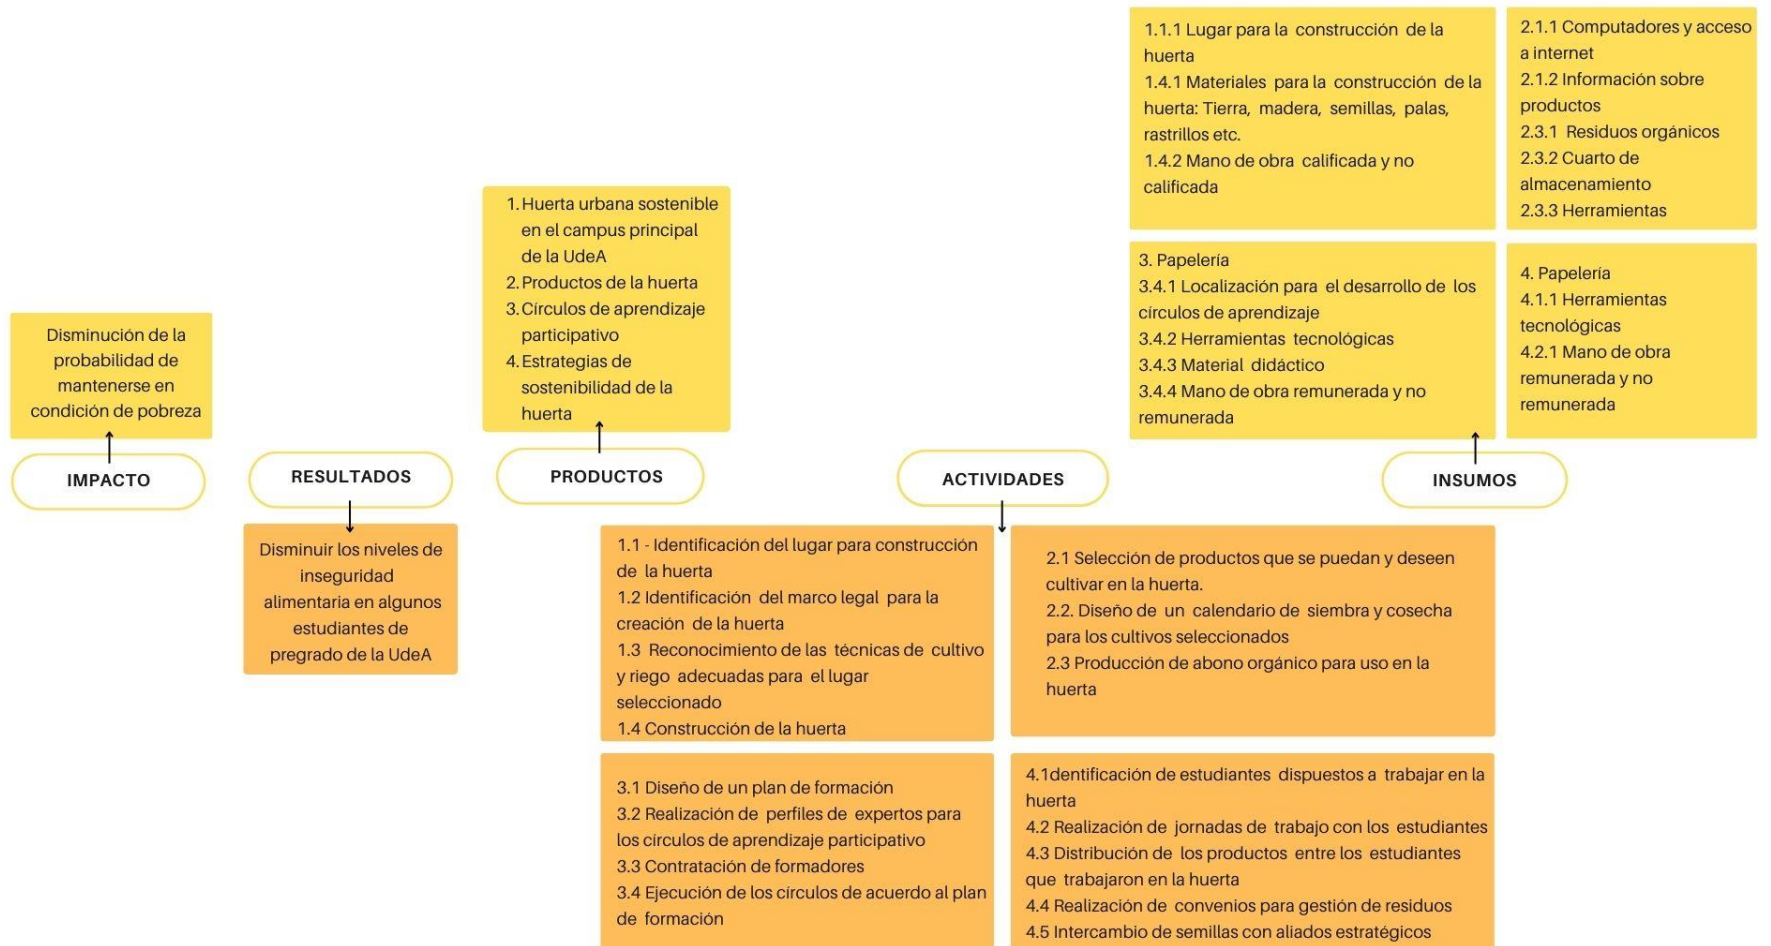 1.1.1 Lugar para la construcción de la
huerta
1.4.1 Materiales para la construcción de la
huerta: Tierra, madera, semillas, palas,
rastrillos etc.
1.4.2 Mano de obra calificada y no
calificada
2.1.1 Computadores y acceso
a internet
2.1.2 Información sobre
productos
2.3.1 Residuos orgánicos
2.3.2 Cuarto de
almacenamiento
2.3.3 Herramientas
1. Huerta urbana sostenible
en el campus principal
de la UdeA
2. Productos de la huerta
3. Círculos de aprendizaje
participativo
4. Estrategias de
sostenibilidad de la
huerta
3. Papelería
3.4.1 Localización para el desarrollo de los
círculos de aprendizaje
3.4.2 Herramientas tecnológicas
3.4.3 Material didáctico
3.4.4 Mano de obra remunerada y no
remunerada
4. Papelería
4.1.1 Herramientas
tecnológicas
4.2.1 Mano de obra
remunerada y no
remunerada
Disminución de la
probabilidad de
mantenerse en
condición de pobreza
IMPACTO
RESULTADOS
PRODUCTOS
ACTIVIDADES
INSUMOS
Disminuir los niveles de
inseguridad
alimentaria en algunos
estudiantes de
pregrado de la UdeA
1.1 - Identificación del lugar para construcción
de la huerta
1.2 Identificación del marco legal para la
creación de la huerta
1.3 Reconocimiento de las técnicas de cultivo
y riego adecuadas para el lugar
seleccionado
1.4 Construcción de la huerta
2.1 Selección de productos que se puedan y deseen
cultivar en la huerta.
2.2. Diseño de un calendario de siembra y cosecha
para los cultivos seleccionados
2.3 Producción de abono orgánico para uso en la
huerta
3.1 Diseño de un plan de formación
3.2 Realización de perfiles de expertos para
los círculos de aprendizaje participativo
3.3 Contratación de formadores
3.4 Ejecución de los círculos de acuerdo al plan
de formación
4.1dentificación de estudiantes dispuestos a trabajar en la
huerta
4.2 Realización de jornadas de trabajo con los estudiantes
4.3 Distribución de los productos entre los estudiantes
que trabajaron en la huerta
4.4 Realización de convenios para gestión de residuos
4.5 Intercambio de semillas con aliados estratégicos